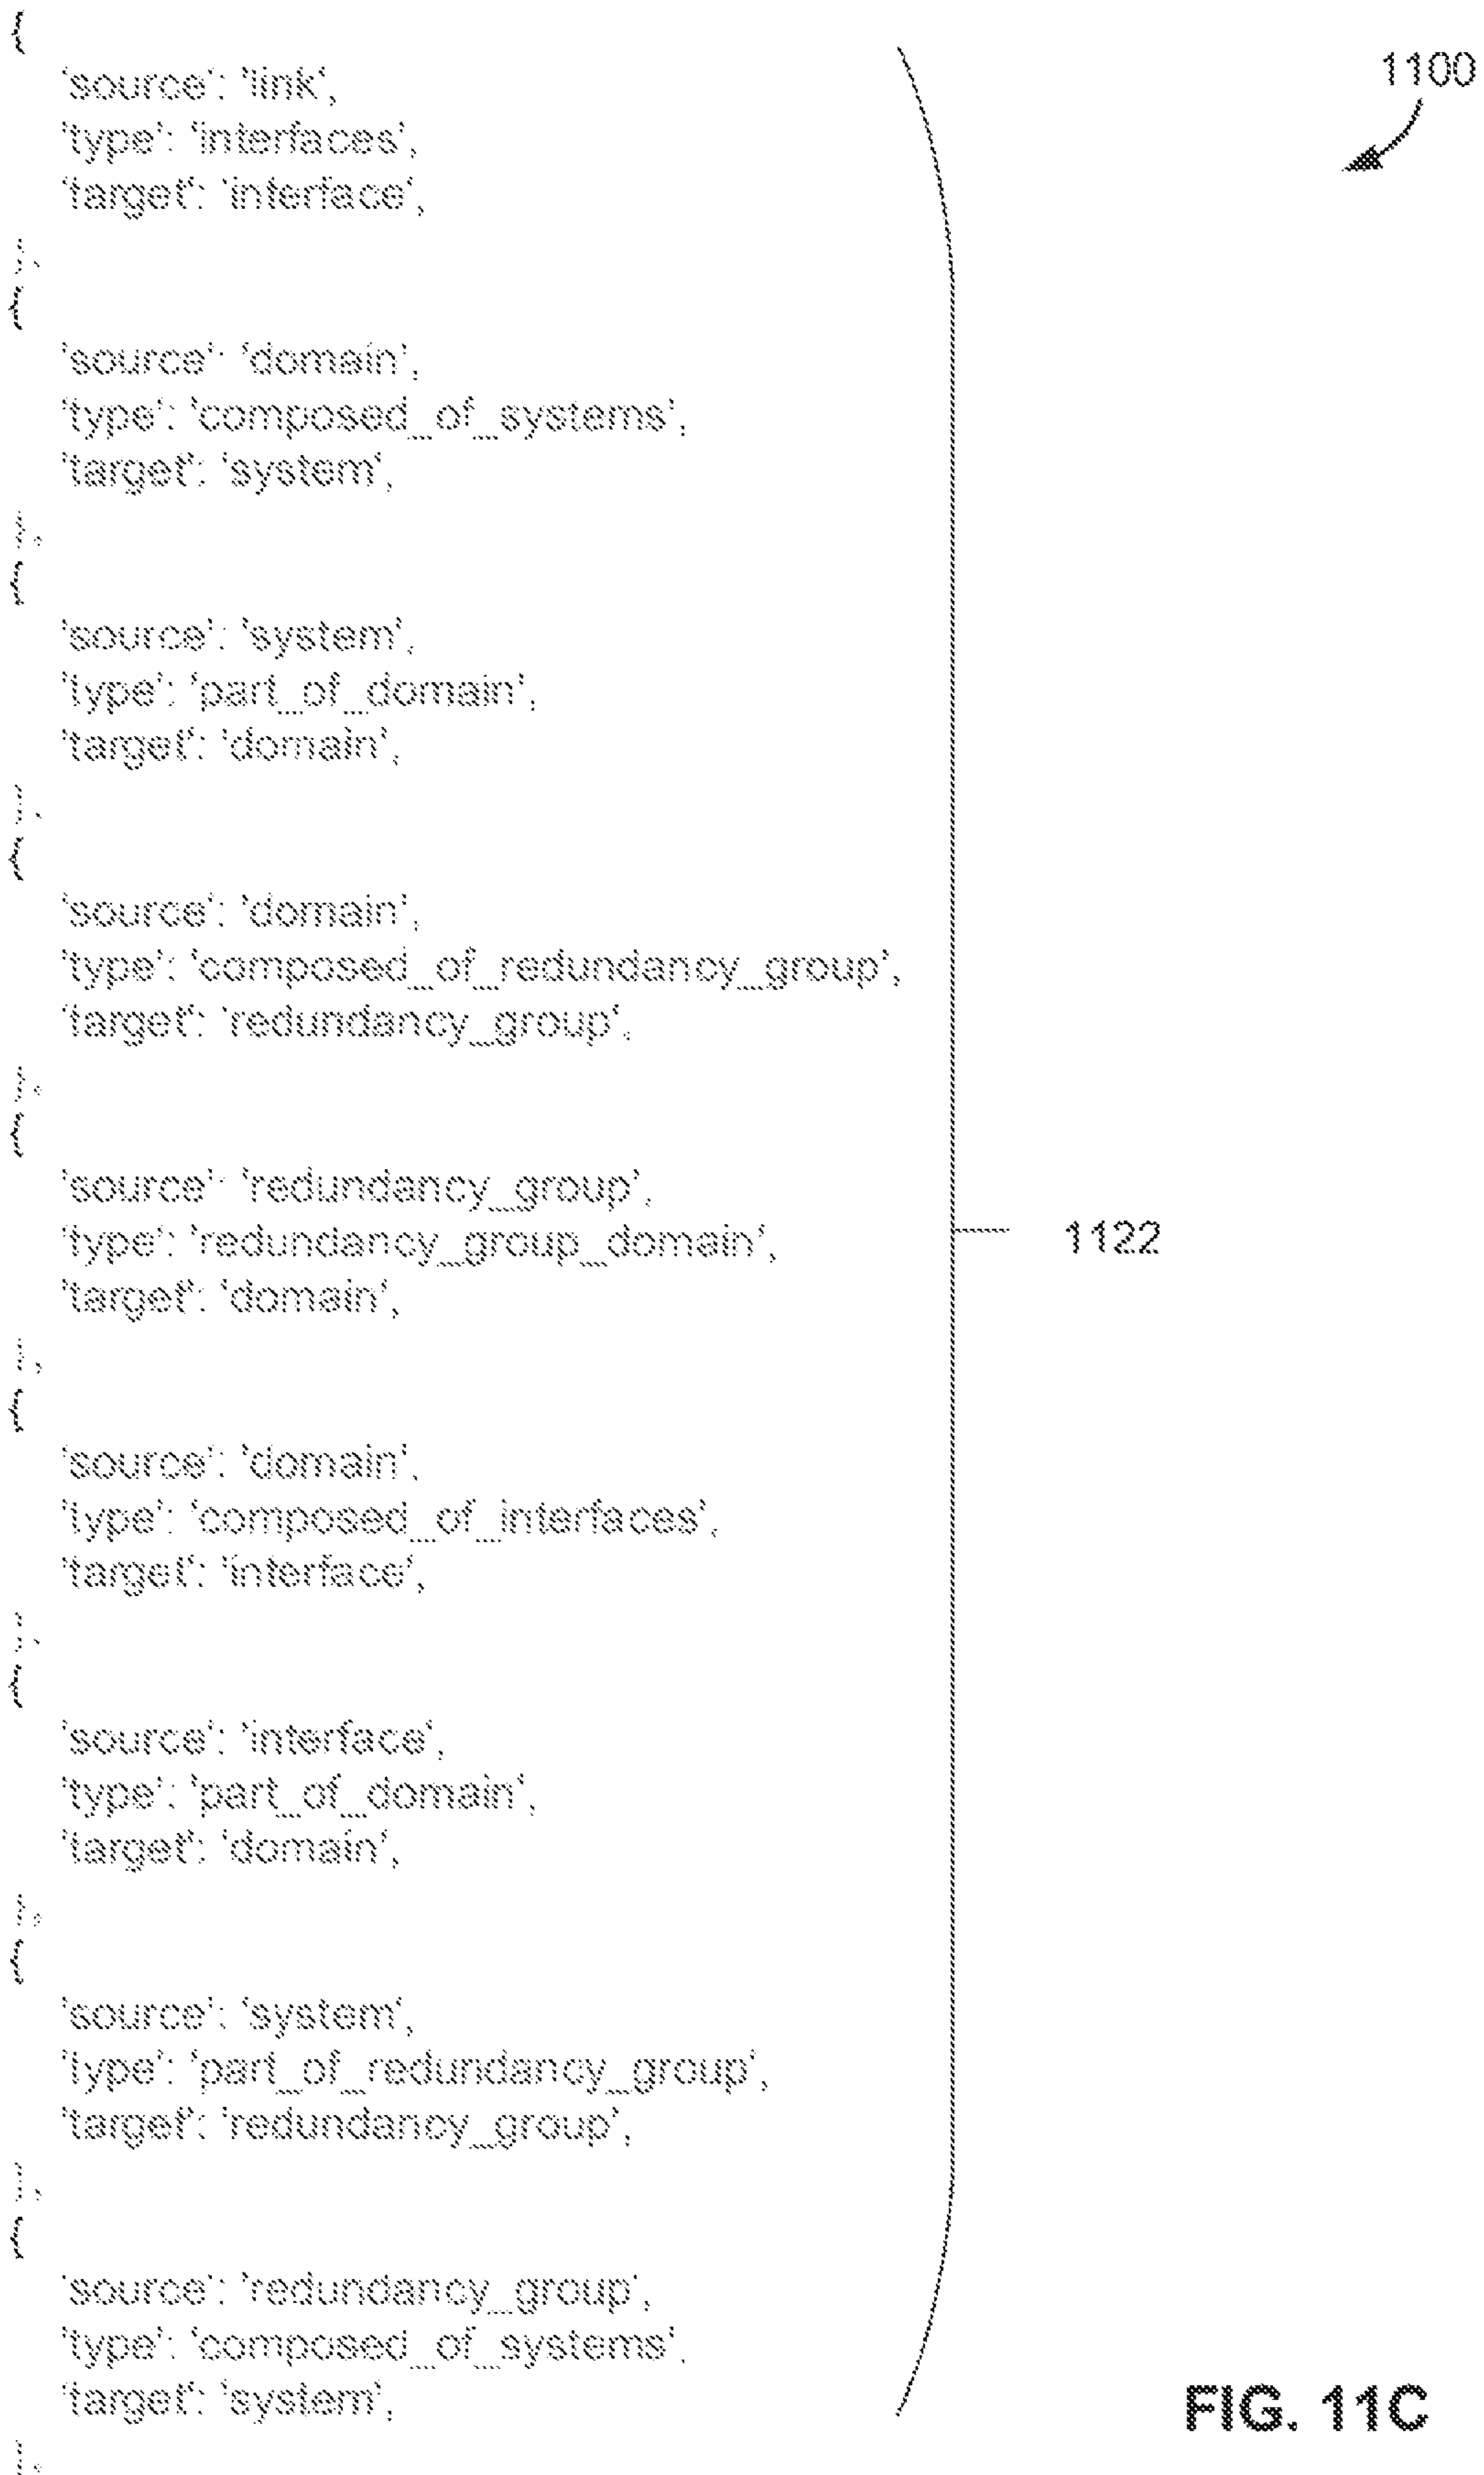 {
'source': 'link',
'type': 'interfaces',
'target': 'interface',
},
{
'source': 'domain',
'type': 'composed_of_systems',
'target': 'system',
},
{
'source': 'system',
'type': 'part_of_domain',
'target': 'domain',
},
{
'source': 'domain',
'type': 'composed_of_redundancy_group',
'target': 'redundancy_group',
},
{
'source': 'redundancy_group',
'type': 'redundancy_group_domain',
'target': 'domain',
},
{
'source': 'domain',
'type': 'composed_of_interfaces',
'target': 'interface',
},
{
'source': 'interface',
'type': 'part_of_domain',
'target': 'domain',
},
{
'source': 'system',
'type': 'part_of_redundancy_group',
'target': 'redundancy_group',
},
{
'source': 'redundancy_group',
'type': 'composed_of_systems',
'target': 'system',
},
1100
1122
FIG. 11C